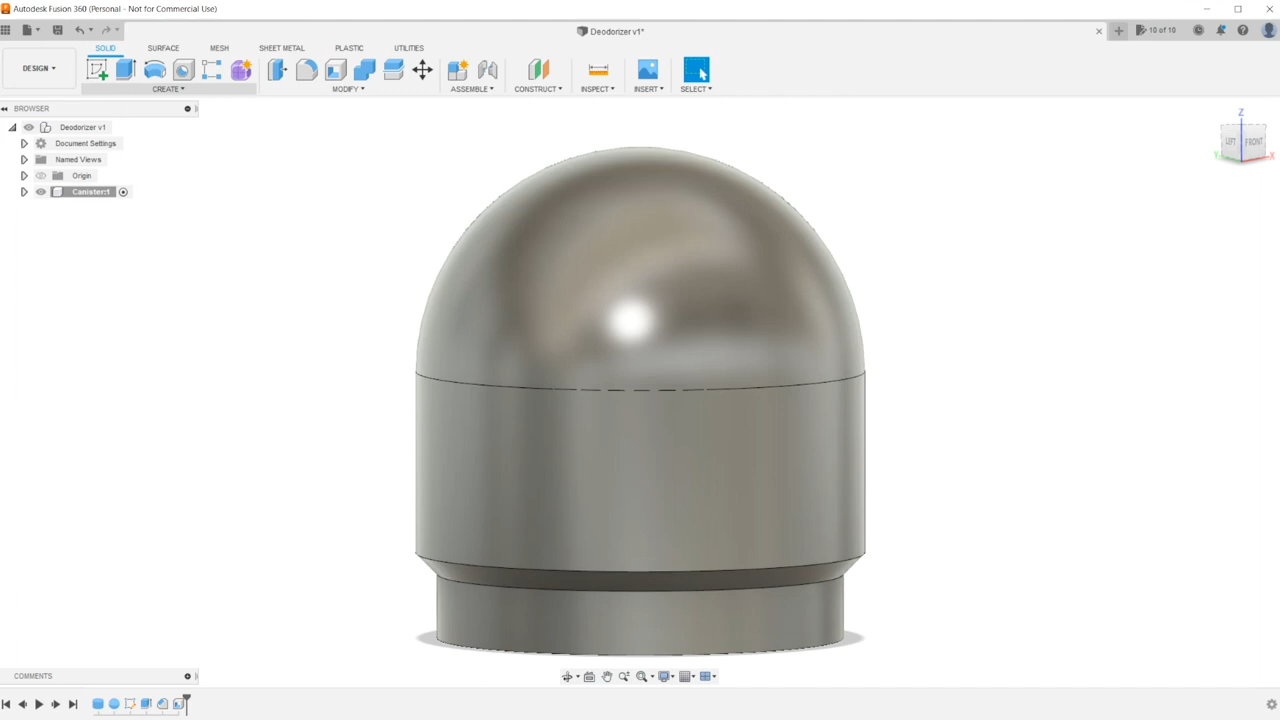 Autodesk Fusion 360 (Personal - Not for Commercial Use)
Deodorizer v1*
10 of 10
SOLID SURFACE MESH SHEET METAL PLASTIC UTILITIES
DESIGN
CREATE MODIFY ASSEMBLE CONSTRUCT INSPECT INSERT SELECT
BROWSER
Deodorizer v1
Document Settings
Named Views
Origin
Canister:1
Z
LEFT FRONT
Y X
COMMENTS